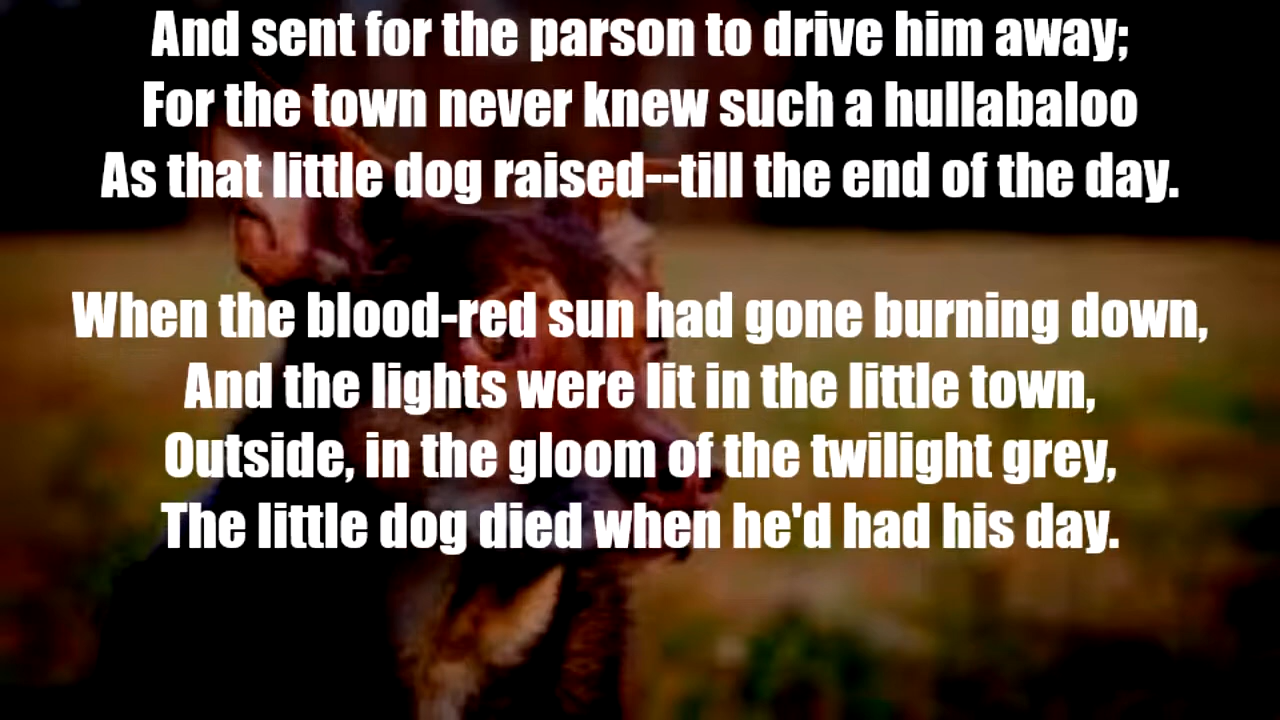 And sent for the parson to drive him away;
For the town never knew such a hullabaloo
As that little dog raised--till the end of the day.
When the blood-red sun had gone burning down,
And the lights were lit in the little town,
Outside, in the gloom of the twilight grey,
The little dog died when he'd had his day.